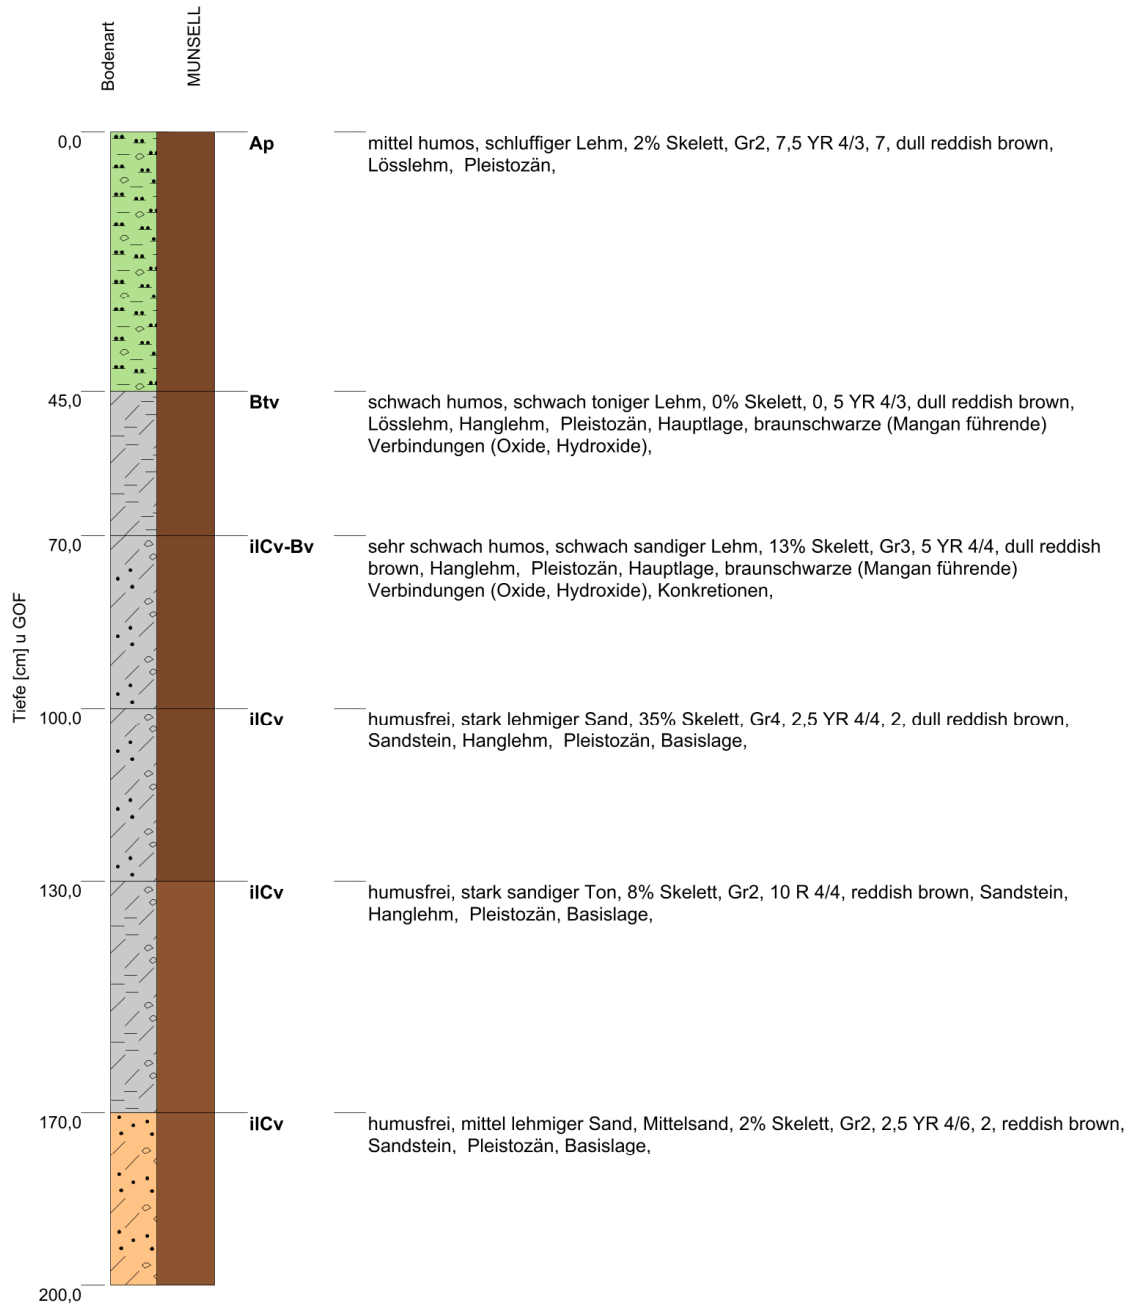 Bodenart
MUNSELL
Tiefe [cm] u GOF
0,0
Ap
mittel humos, schluffiger Lehm, 2% Skelett, Gr2, 7,5 YR 4/3, 7, dull reddish brown,
Lösslehm, Pleistozän,
45,0
Btv
schwach humos, schwach toniger Lehm, 0% Skelett, 0, 5 YR 4/3, dull reddish brown,
Lösslehm, Hanglehm, Pleistozän, Hauptlage, braunschwarze (Mangan führende)
Verbindungen (Oxide, Hydroxide),
70,0
ilCv-Bv
sehr schwach humos, schwach sandiger Lehm, 13% Skelett, Gr3, 5 YR 4/4, dull reddish
brown, Hanglehm, Pleistozän, Hauptlage, braunschwarze (Mangan führende)
Verbindungen (Oxide, Hydroxide), Konkretionen,
100,0
ilCv
humusfrei, stark lehmiger Sand, 35% Skelett, Gr4, 2,5 YR 4/4, 2, dull reddish brown,
Sandstein, Hanglehm, Pleistozän, Basislage,
130,0
ilCv
humusfrei, stark sandiger Ton, 8% Skelett, Gr2, 10 R 4/4, reddish brown, Sandstein,
Hanglehm, Pleistozän, Basislage,
170,0
ilCv
humusfrei, mittel lehmiger Sand, Mittelsand, 2% Skelett, Gr2, 2,5 YR 4/6, 2, reddish brown,
Sandstein, Pleistozän, Basislage,
200,0